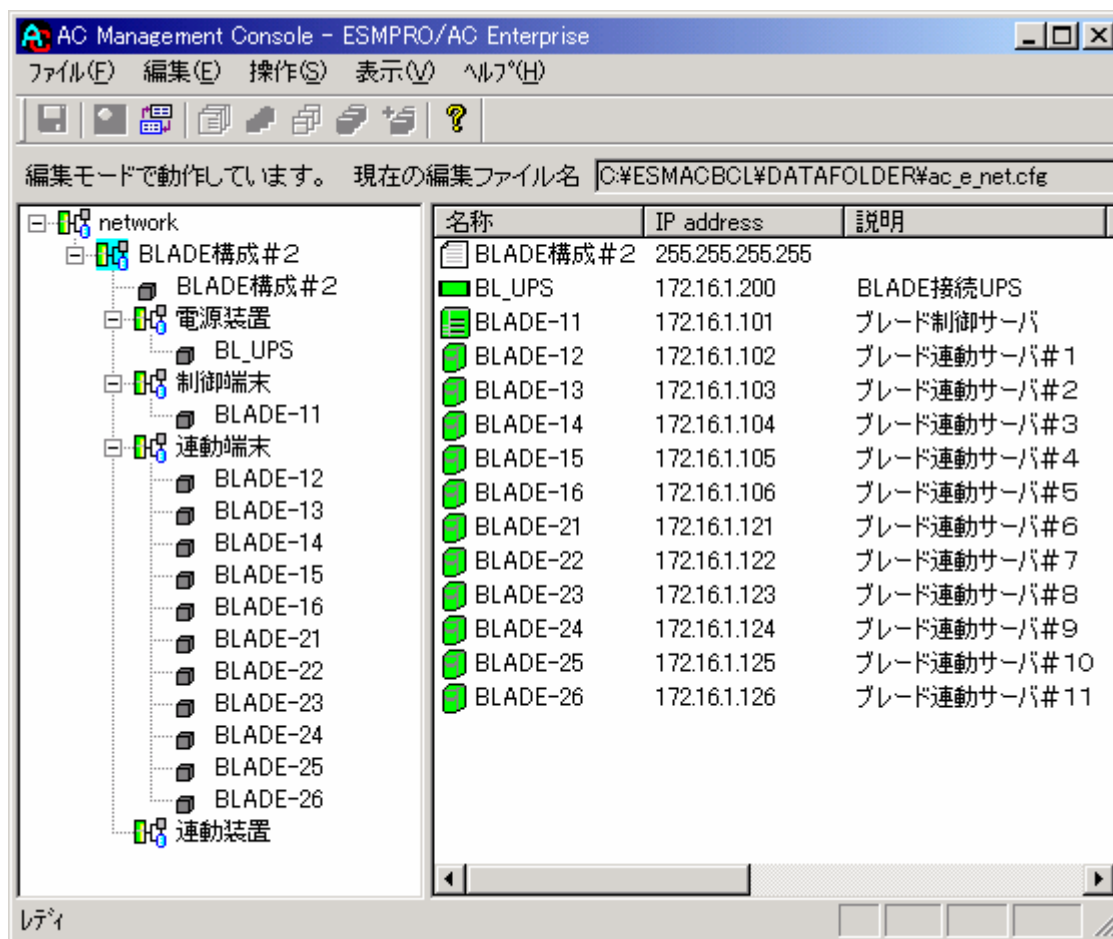 AC Management Console - ESMPRO/AC Enterprise
ﾌｧｲﾙ(F) 編集(E) 操作(S) 表示(V) ﾍﾙﾌﾟ(H)
編集モードで動作しています。 現在の編集ファイル名 C:¥ESMACBCL¥DATAFOLDER¥ac_e_net.cfg
network
BLADE構成＃2
BLADE構成＃2
電源装置
BL_UPS
制御端末
BLADE-11
連動端末
BLADE-12
BLADE-13
BLADE-14
BLADE-15
BLADE-16
BLADE-21
BLADE-22
BLADE-23
BLADE-24
BLADE-25
BLADE-26
連動装置
名称 IP address 説明
BLADE構成＃2 255.255.255.255
BL_UPS 172.16.1.200 BLADE接続UPS
BLADE-11 172.16.1.101 ブレード制御サーバ
BLADE-12 172.16.1.102 ブレード連動サーバ＃１
BLADE-13 172.16.1.103 ブレード連動サーバ＃２
BLADE-14 172.16.1.104 ブレード連動サーバ＃３
BLADE-15 172.16.1.105 ブレード連動サーバ＃４
BLADE-16 172.16.1.106 ブレード連動サーバ＃５
BLADE-21 172.16.1.121 ブレード連動サーバ＃６
BLADE-22 172.16.1.122 ブレード連動サーバ＃７
BLADE-23 172.16.1.123 ブレード連動サーバ＃８
BLADE-24 172.16.1.124 ブレード連動サーバ＃９
BLADE-25 172.16.1.125 ブレード連動サーバ＃１０
BLADE-26 172.16.1.126 ブレード連動サーバ＃１１
ﾚﾃﾞｨ